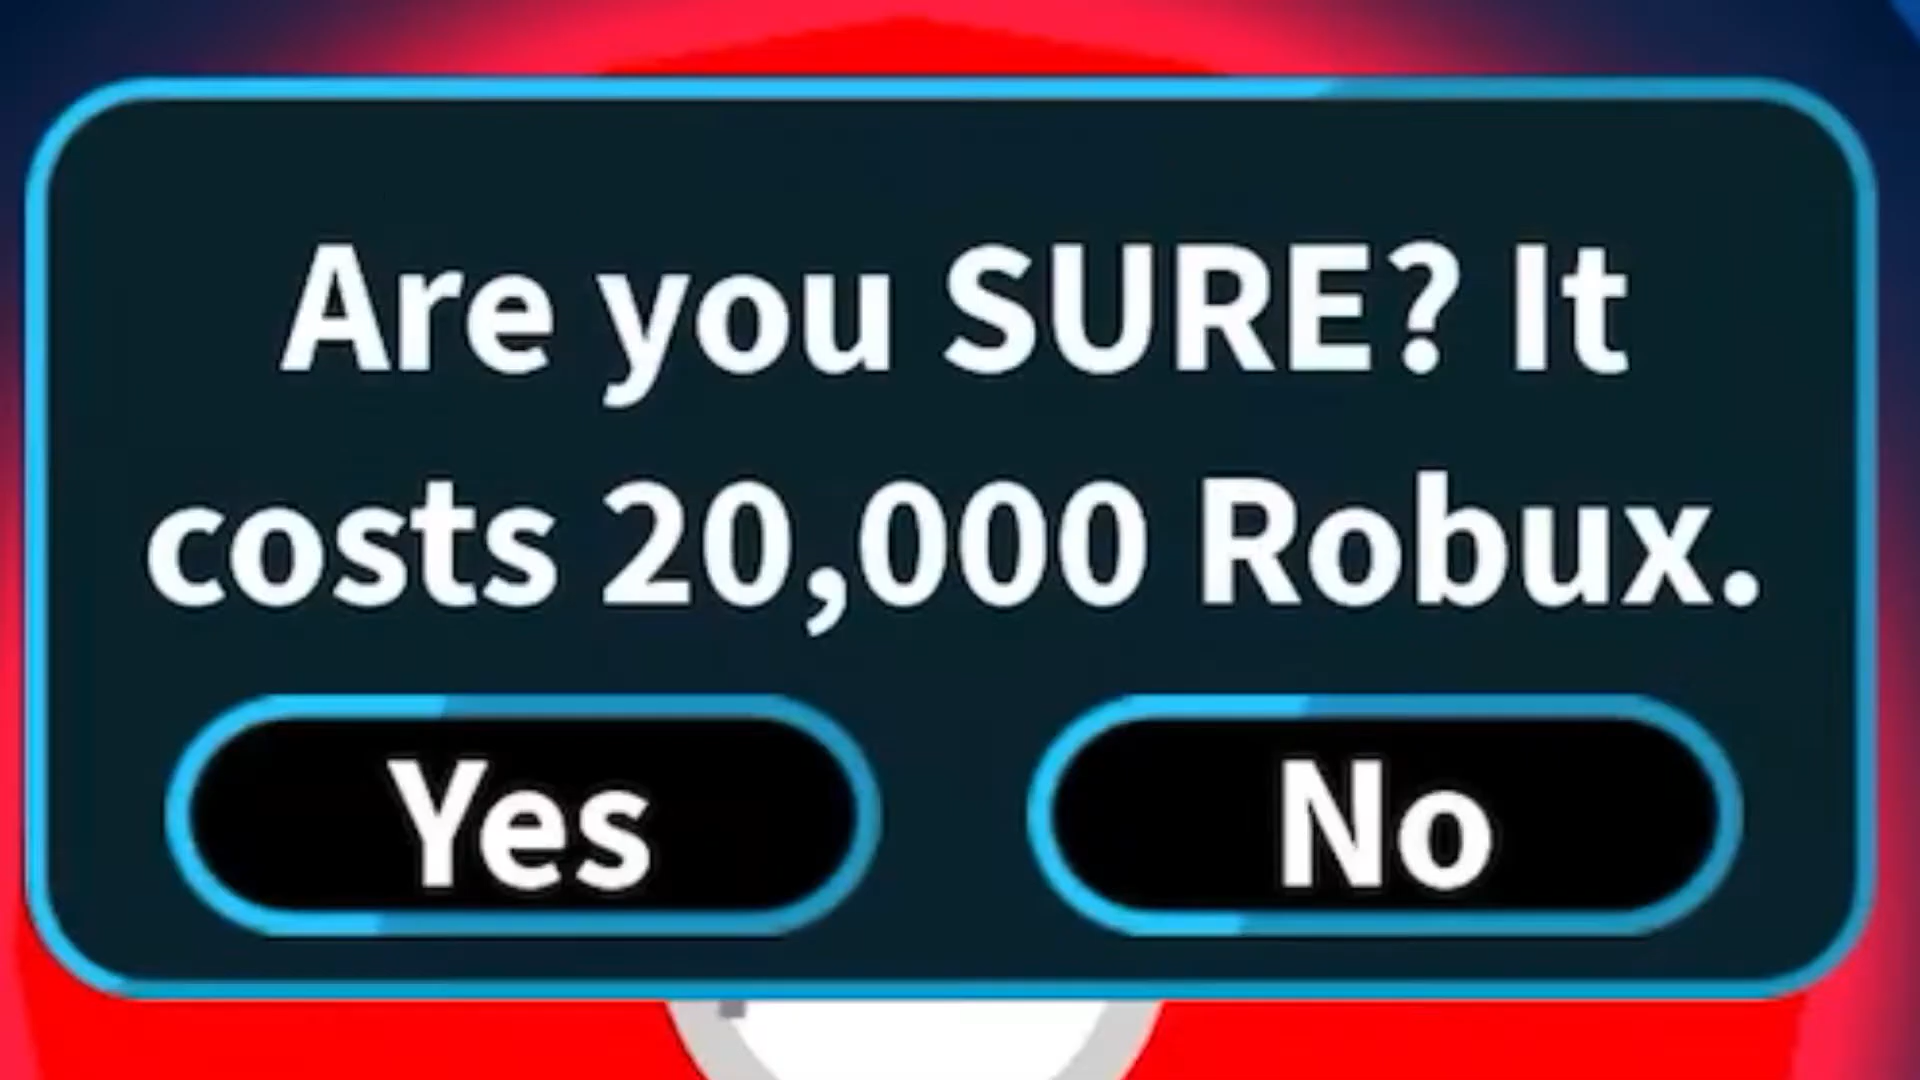 Are you SURE? It
costs 20,000 Robux.
Yes
No